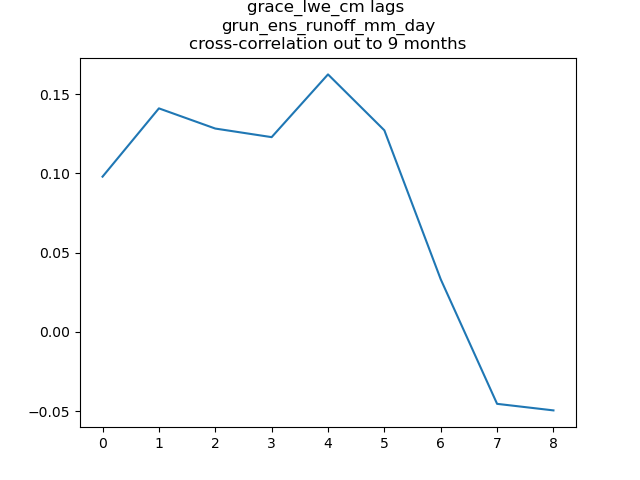 grace_lwe_cm lags
grun_ens_runoff_mm_day
cross-correlation out to 9 months
0.15
0.10
0.05
0.00
−0.05
0 1 2 3 4 5 6 7 8